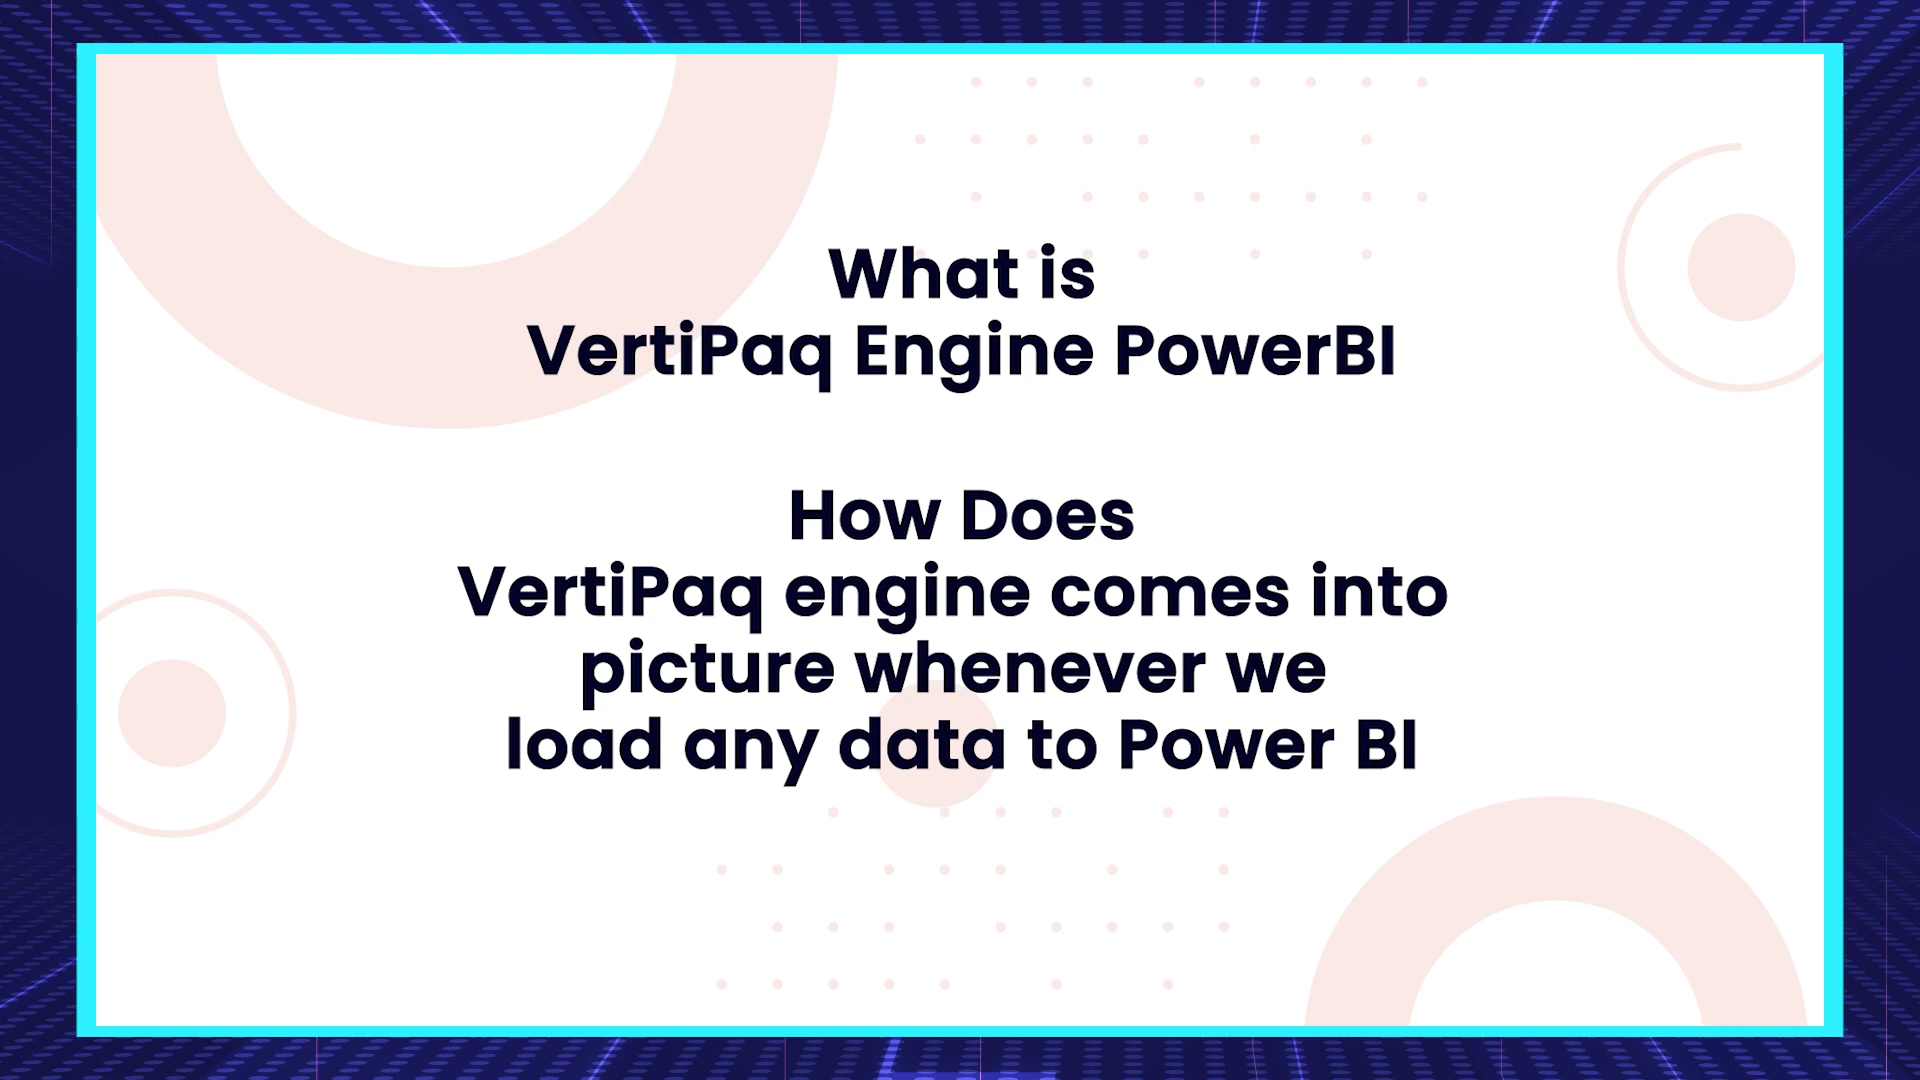 What is
VertiPaq Engine PowerBI
How Does
VertiPaq engine comes into
picture whenever we
load any data to Power BI